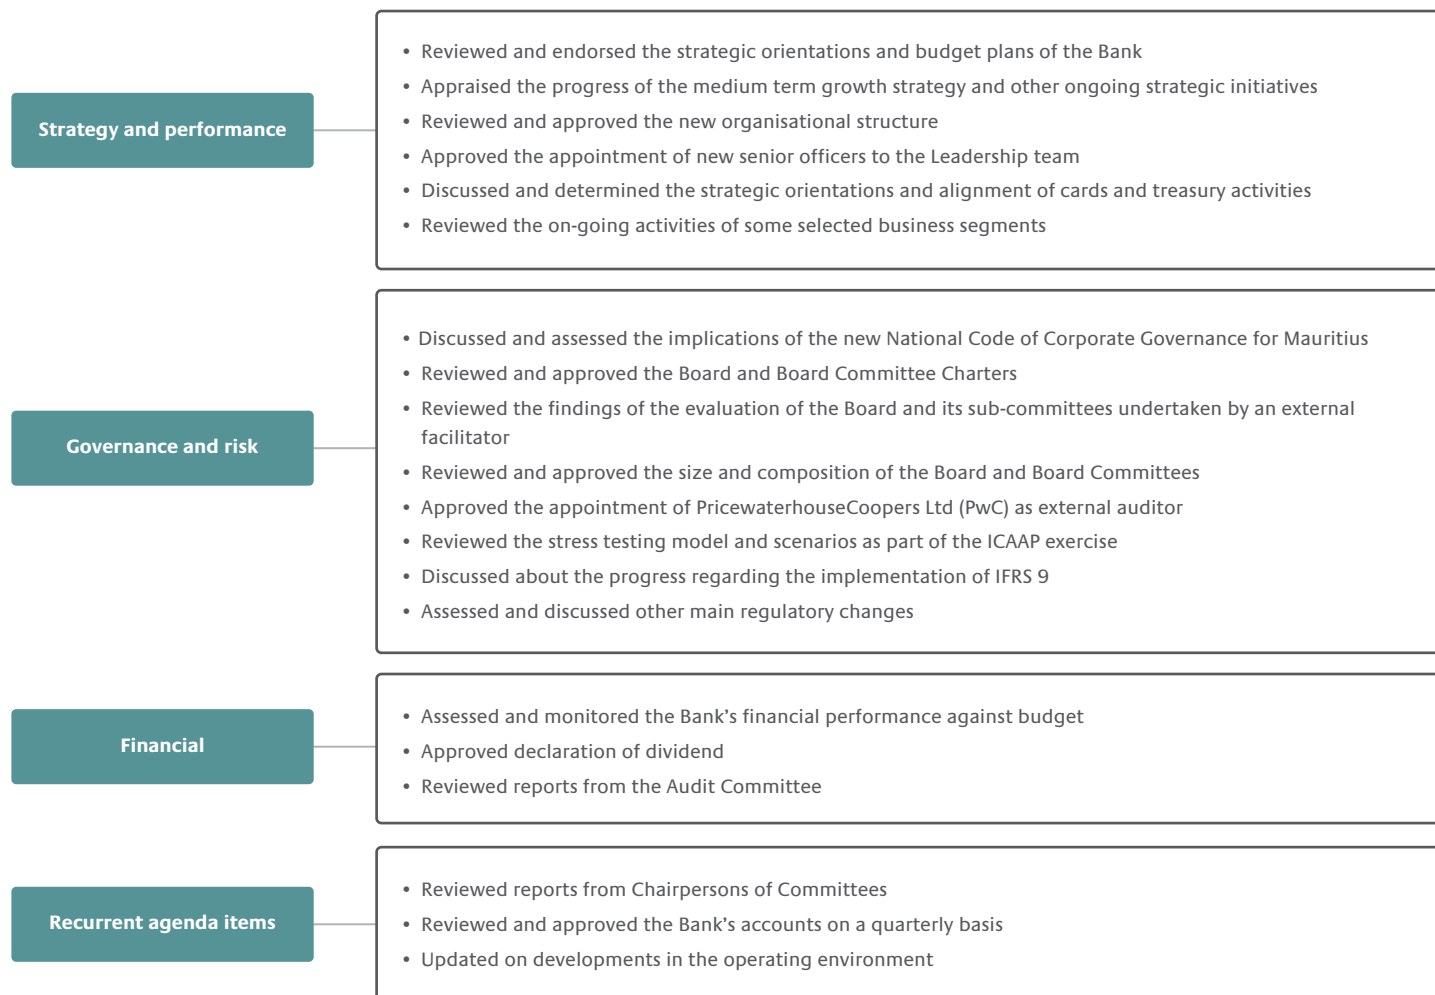 Strategy and performance
• Reviewed and endorsed the strategic orientations and budget plans of the Bank
• Appraised the progress of the medium term growth strategy and other ongoing strategic initiatives
• Reviewed and approved the new organisational structure
• Approved the appointment of new senior officers to the Leadership team
• Discussed and determined the strategic orientations and alignment of cards and treasury activities
• Reviewed the on-going activities of some selected business segments
Governance and risk
• Discussed and assessed the implications of the new National Code of Corporate Governance for Mauritius
• Reviewed and approved the Board and Board Committee Charters
• Reviewed the findings of the evaluation of the Board and its sub-committees undertaken by an external
facilitator
• Reviewed and approved the size and composition of the Board and Board Committees
• Approved the appointment of PricewaterhouseCoopers Ltd (PwC) as external auditor
• Reviewed the stress testing model and scenarios as part of the ICAAP exercise
• Discussed about the progress regarding the implementation of IFRS 9
• Assessed and discussed other main regulatory changes
Financial
• Assessed and monitored the Bank’s financial performance against budget
• Approved declaration of dividend
• Reviewed reports from the Audit Committee
Recurrent agenda items
• Reviewed reports from Chairpersons of Committees
• Reviewed and approved the Bank’s accounts on a quarterly basis
• Updated on developments in the operating environment